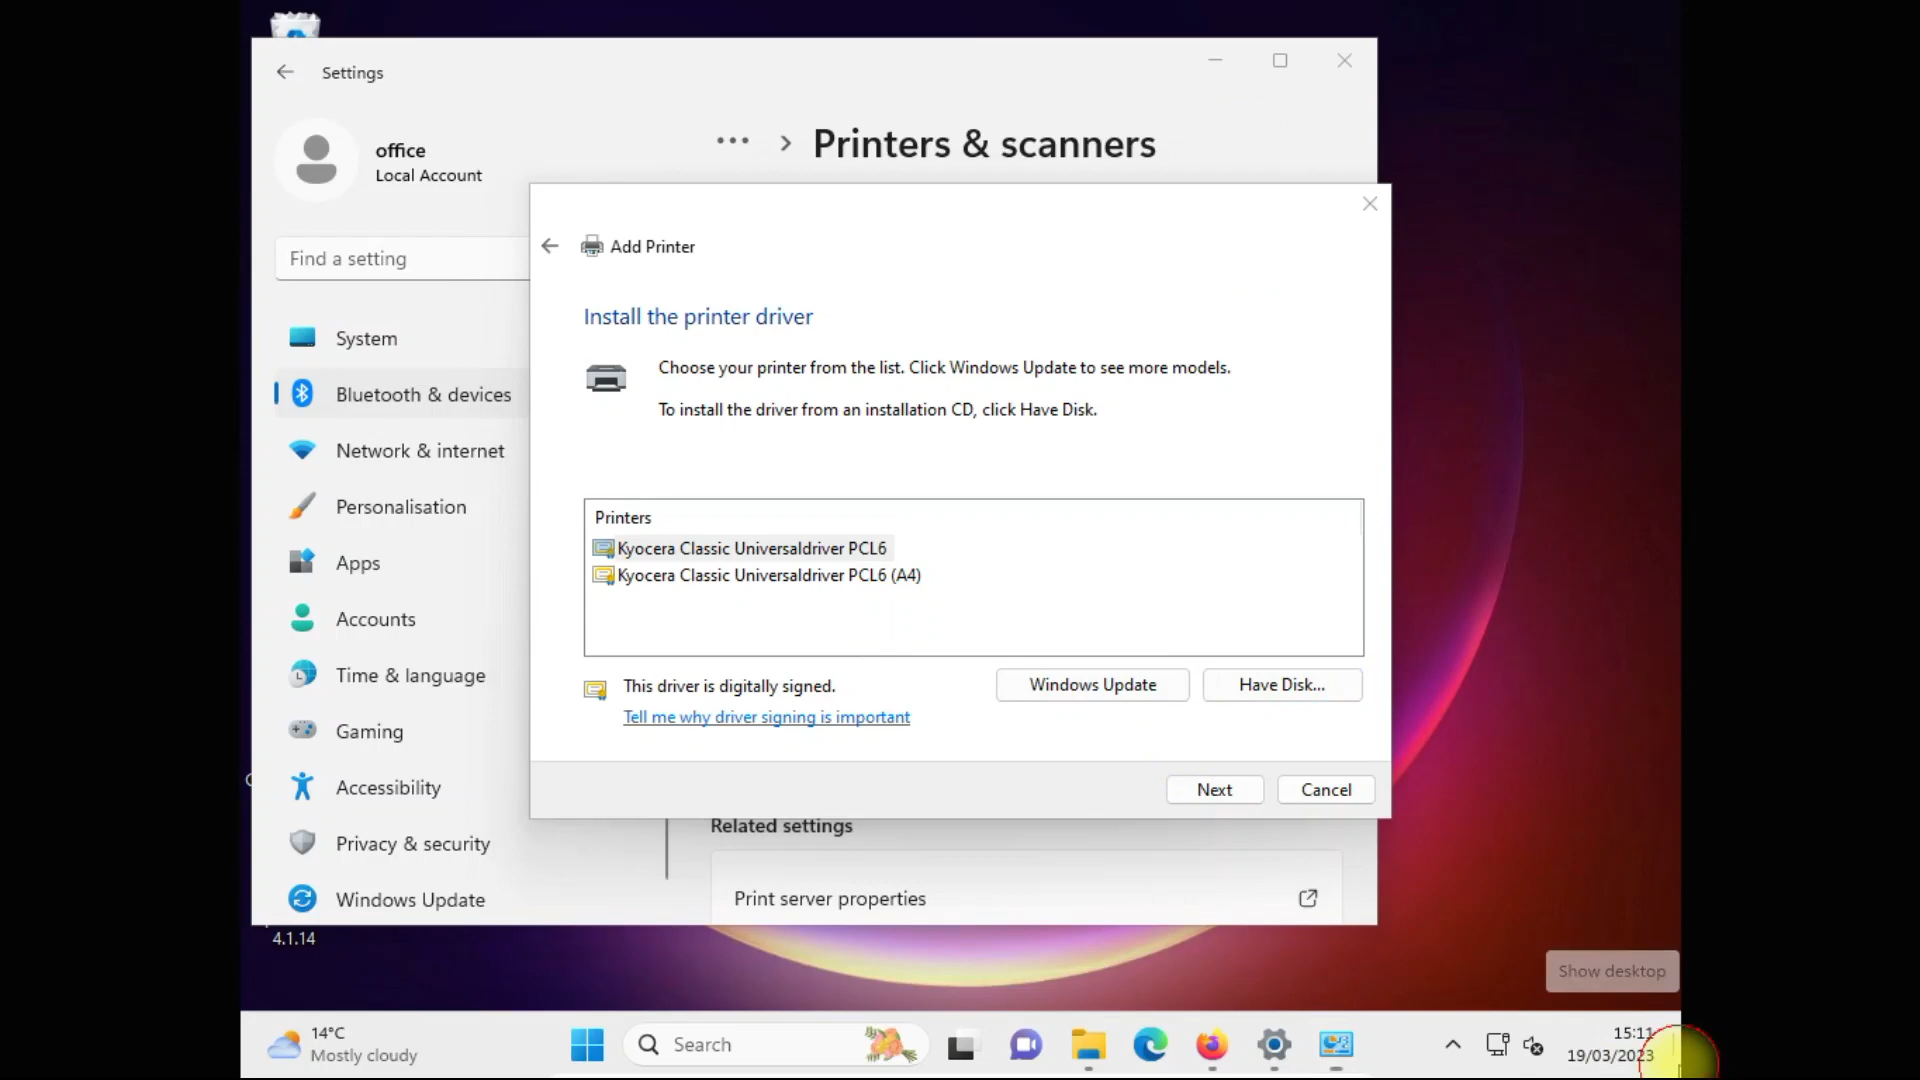 Settings
office
Local Account
Find a setting
System
Bluetooth & devices
Network & internet
Personalisation
Apps
Accounts
Time & language
Gaming
Accessibility
Privacy & security
Windows Update
4.1.14
··· > Printers & scanners
Add Printer
Install the printer driver
Choose your printer from the list. Click Windows Update to see more models.
To install the driver from an installation CD, click Have Disk.
Printers
Kyocera Classic Universaldriver PCL6
Kyocera Classic Universaldriver PCL6 (A4)
This driver is digitally signed.
Tell me why driver signing is important
Windows Update
Have Disk...
Next
Cancel
Related settings
Print server properties
Show desktop
14°C
Mostly cloudy
Search
15:11
19/03/2023